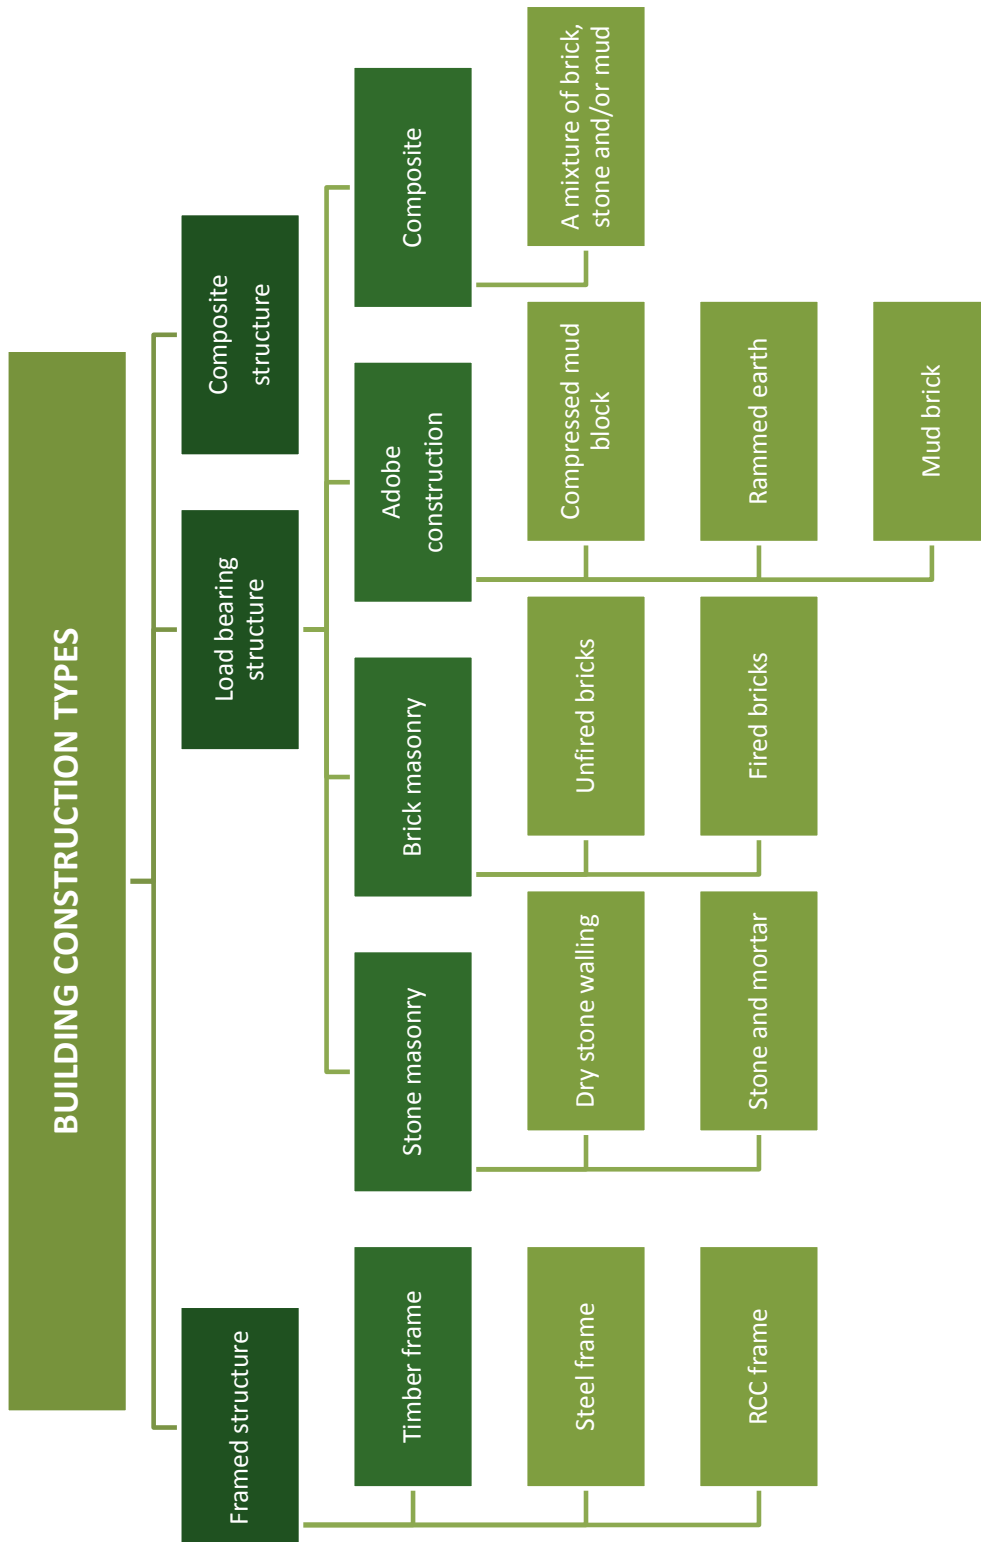 BUILDING CONSTRUCTION TYPES
Framed structure
Timber frame
Steel frame
RCC frame
Load bearing
structure
Stone masonry
Dry stone walling
Stone and mortar
Brick masonry
Unfired bricks
Fired bricks
Adobe
construction
Compressed mud
block
Rammed earth
Mud brick
Composite
A mixture of brick,
stone and/or mud
Composite
structure